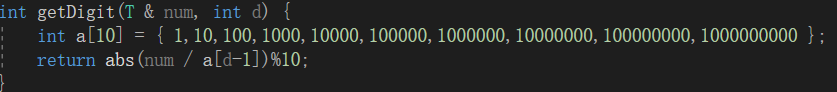 int getDigit(T & num, int d) {
int a[10] = { 1,10,100,1000,10000,100000,1000000,10000000,100000000,1000000000 };
return abs(num / a[d-1])%10;
}